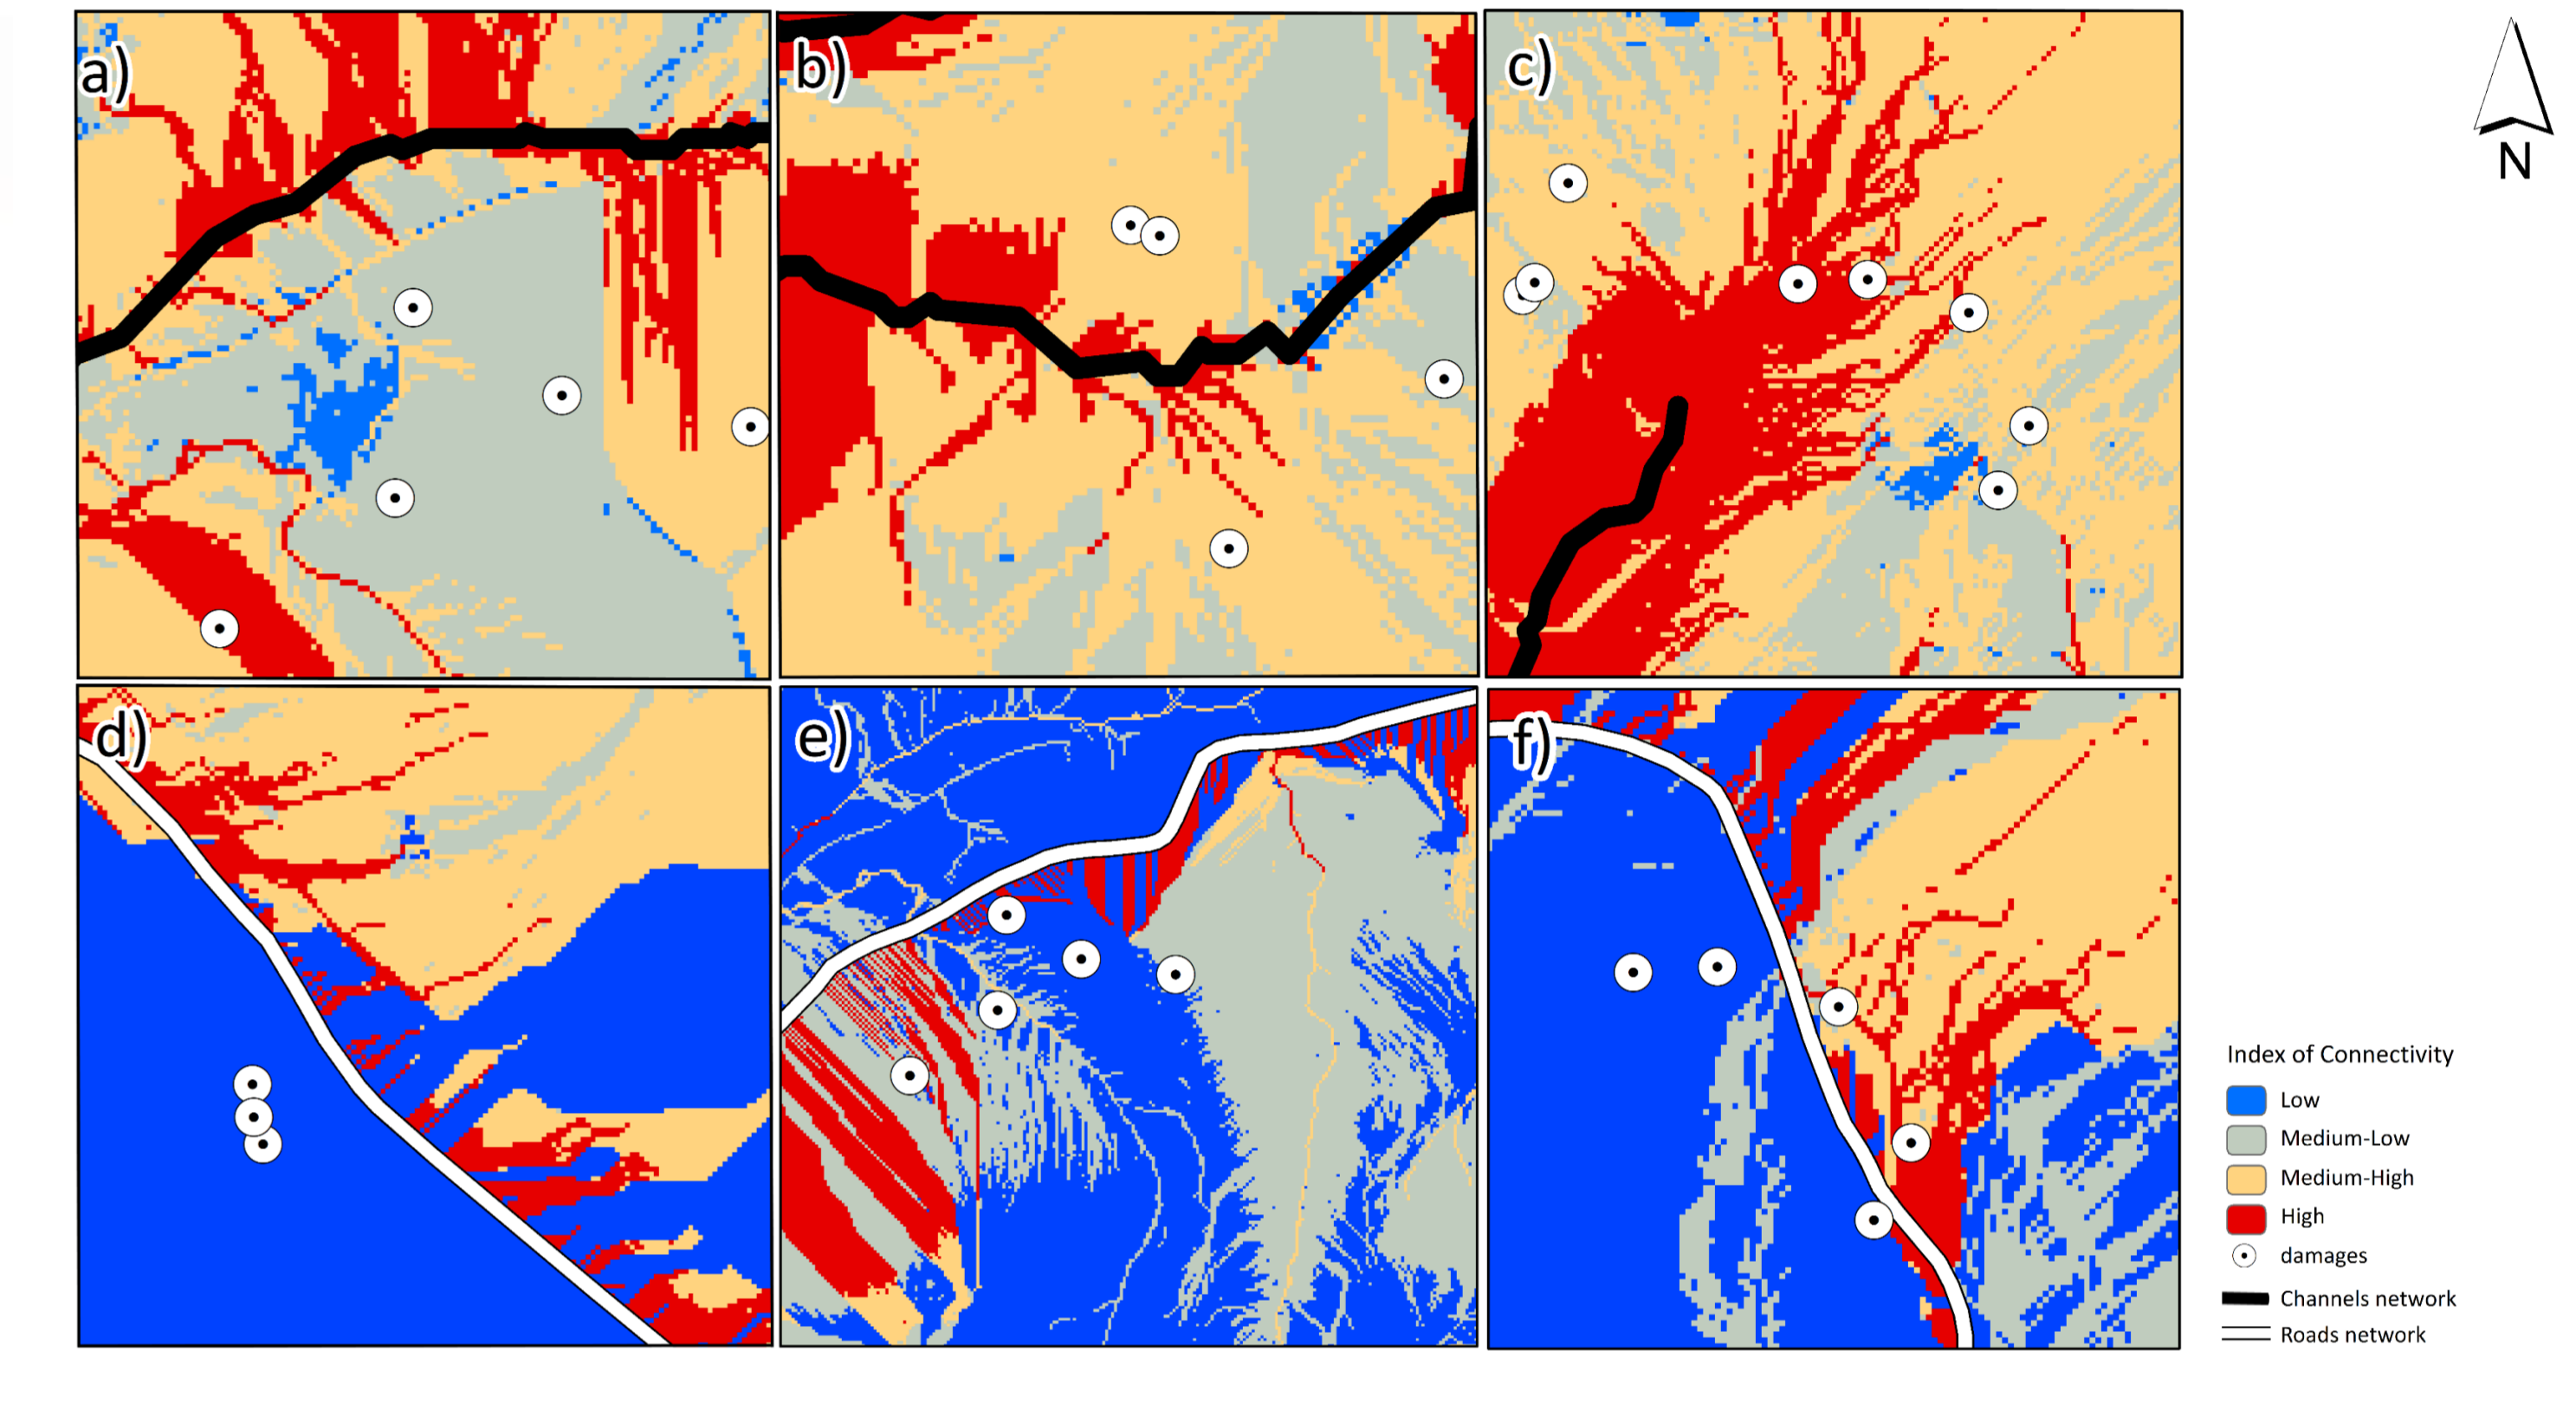 a)
b)
c)
N
d)
e)
f)
Index of Connectivity
Low
Medium-Low
Medium-High
High
damages
Channels network
Roads network